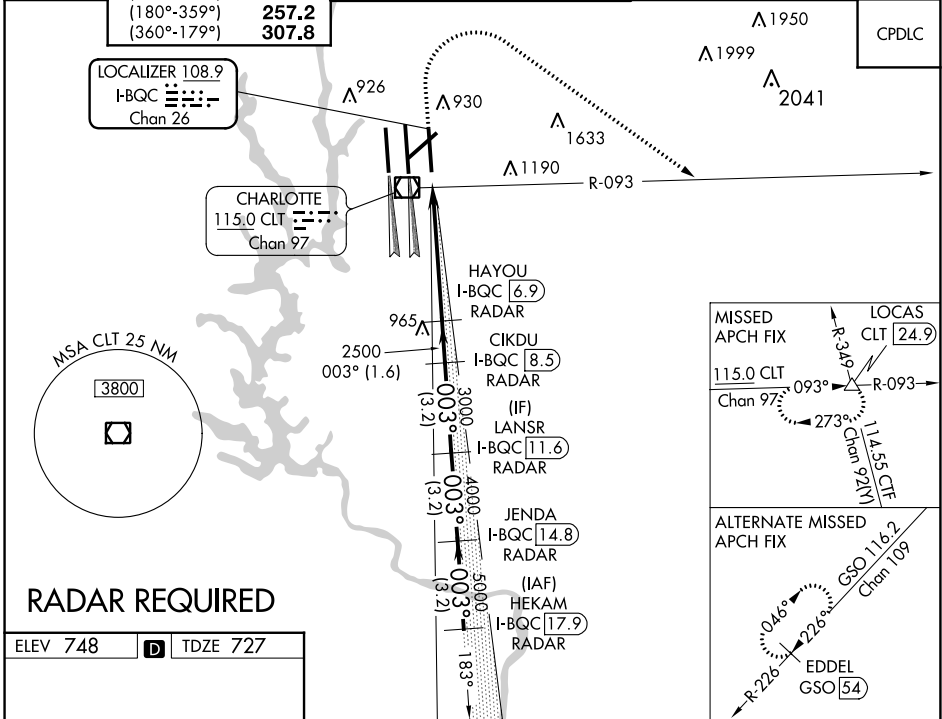 (180°-359°) 257.2
(360°-179°) 307.8
CPDLC
1950
1999
2041
LOCALIZER 108.9
I-BQC
Chan 26
926
930
1633
1190
R-093
CHARLOTTE
115.0 CLT
Chan 97
HAYOU
I-BQC 6.9
RADAR
965
2500
003° (1.6)
CIKDU
I-BQC 8.5
RADAR
3000
003°
(3.2)
(IF)
LANSR
I-BQC 11.6
RADAR
4000
003°
(3.2)
JENDA
I-BQC 14.8
RADAR
5000
003°
(3.2)
(IAF)
HEKAM
I-BQC 17.9
RADAR
183°
MSA CLT 25 NM
3800
MISSED
APCH FIX
LOCAS
CLT 24.9
R-349
115.0 CLT
Chan 97
093°
R-093
273°
114.55 CTF
Chan 92(Y)
ALTERNATE MISSED
APCH FIX
GSO 116.2
Chan 109
046°
226°
R-226
EDDEL
GSO 54
RADAR REQUIRED
ELEV 748 D TDZE 727